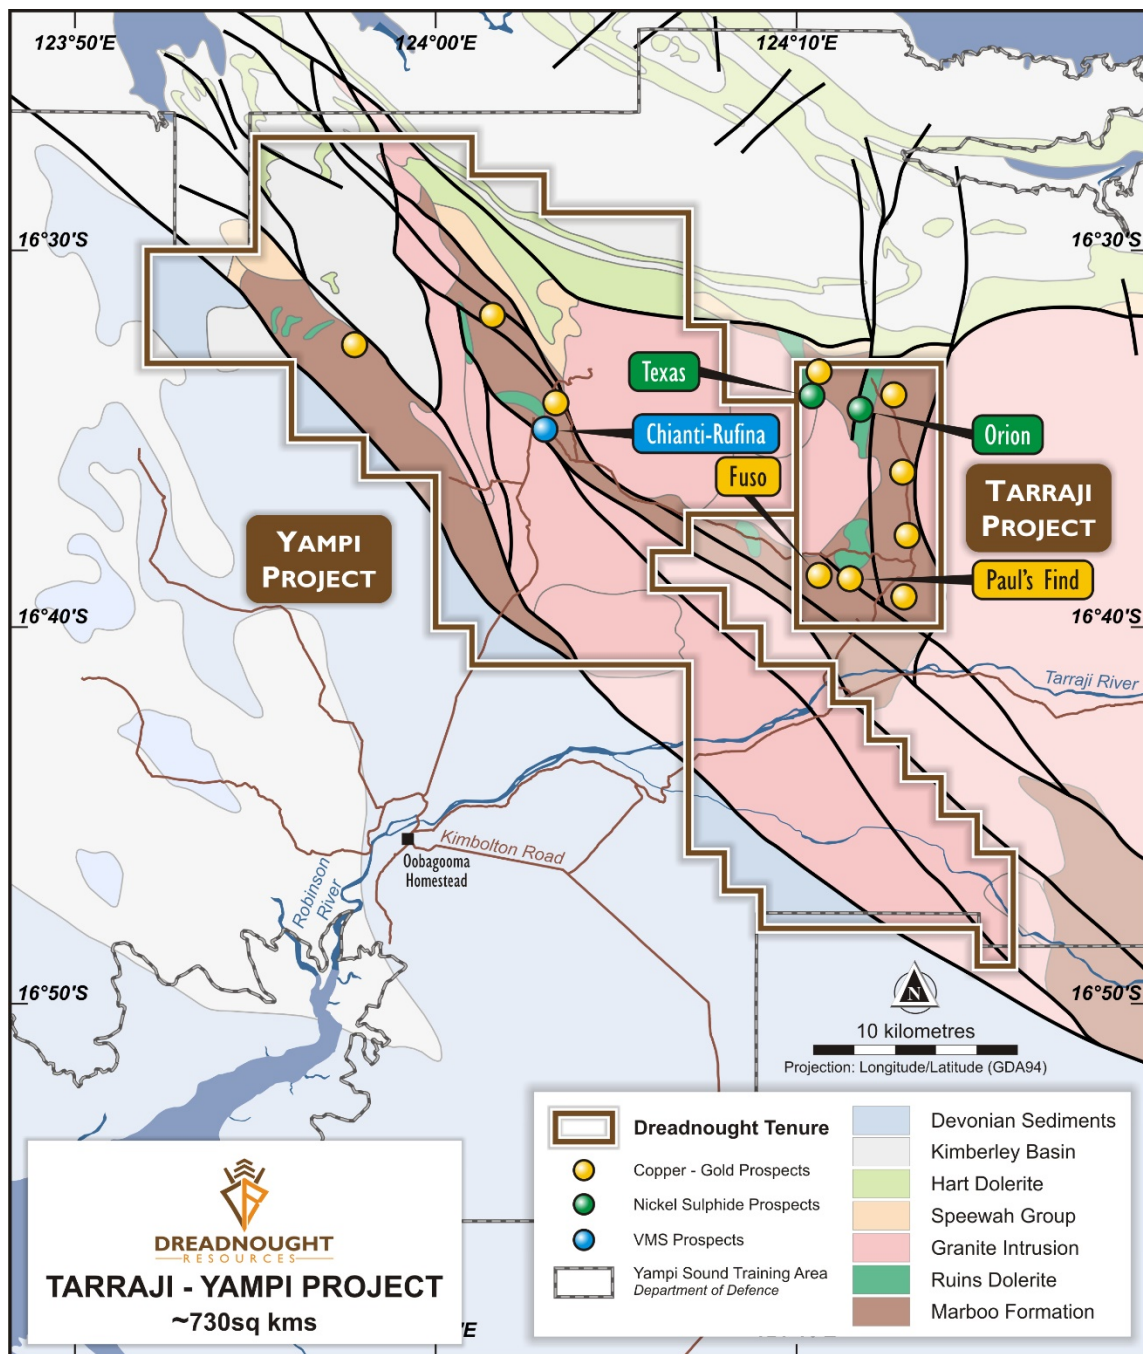 123°50'E
124°00'E
124°10'E
16°30'S
16°30'S
Texas
Chianti-Rufina
Orion
Fuso
TARRAJI
PROJECT
YAMPI
PROJECT
Paul's Find
16°40'S
16°40'S
Tarraji River
Kimbolton Road
Oobagooma
Homestead
Robinson
River
16°50'S
16°50'S
N
10 kilometres
Projection: Longitude/Latitude (GDA94)
Dreadnought Tenure
Copper - Gold Prospects
Nickel Sulphide Prospects
VMS Prospects
Yampi Sound Training Area
Department of Defence
Devonian Sediments
Kimberley Basin
Hart Dolerite
Speewah Group
Granite Intrusion
Ruins Dolerite
Marboo Formation
DREADNOUGHT
RESOURCES
TARRAJI - YAMPI PROJECT
~730sq kms